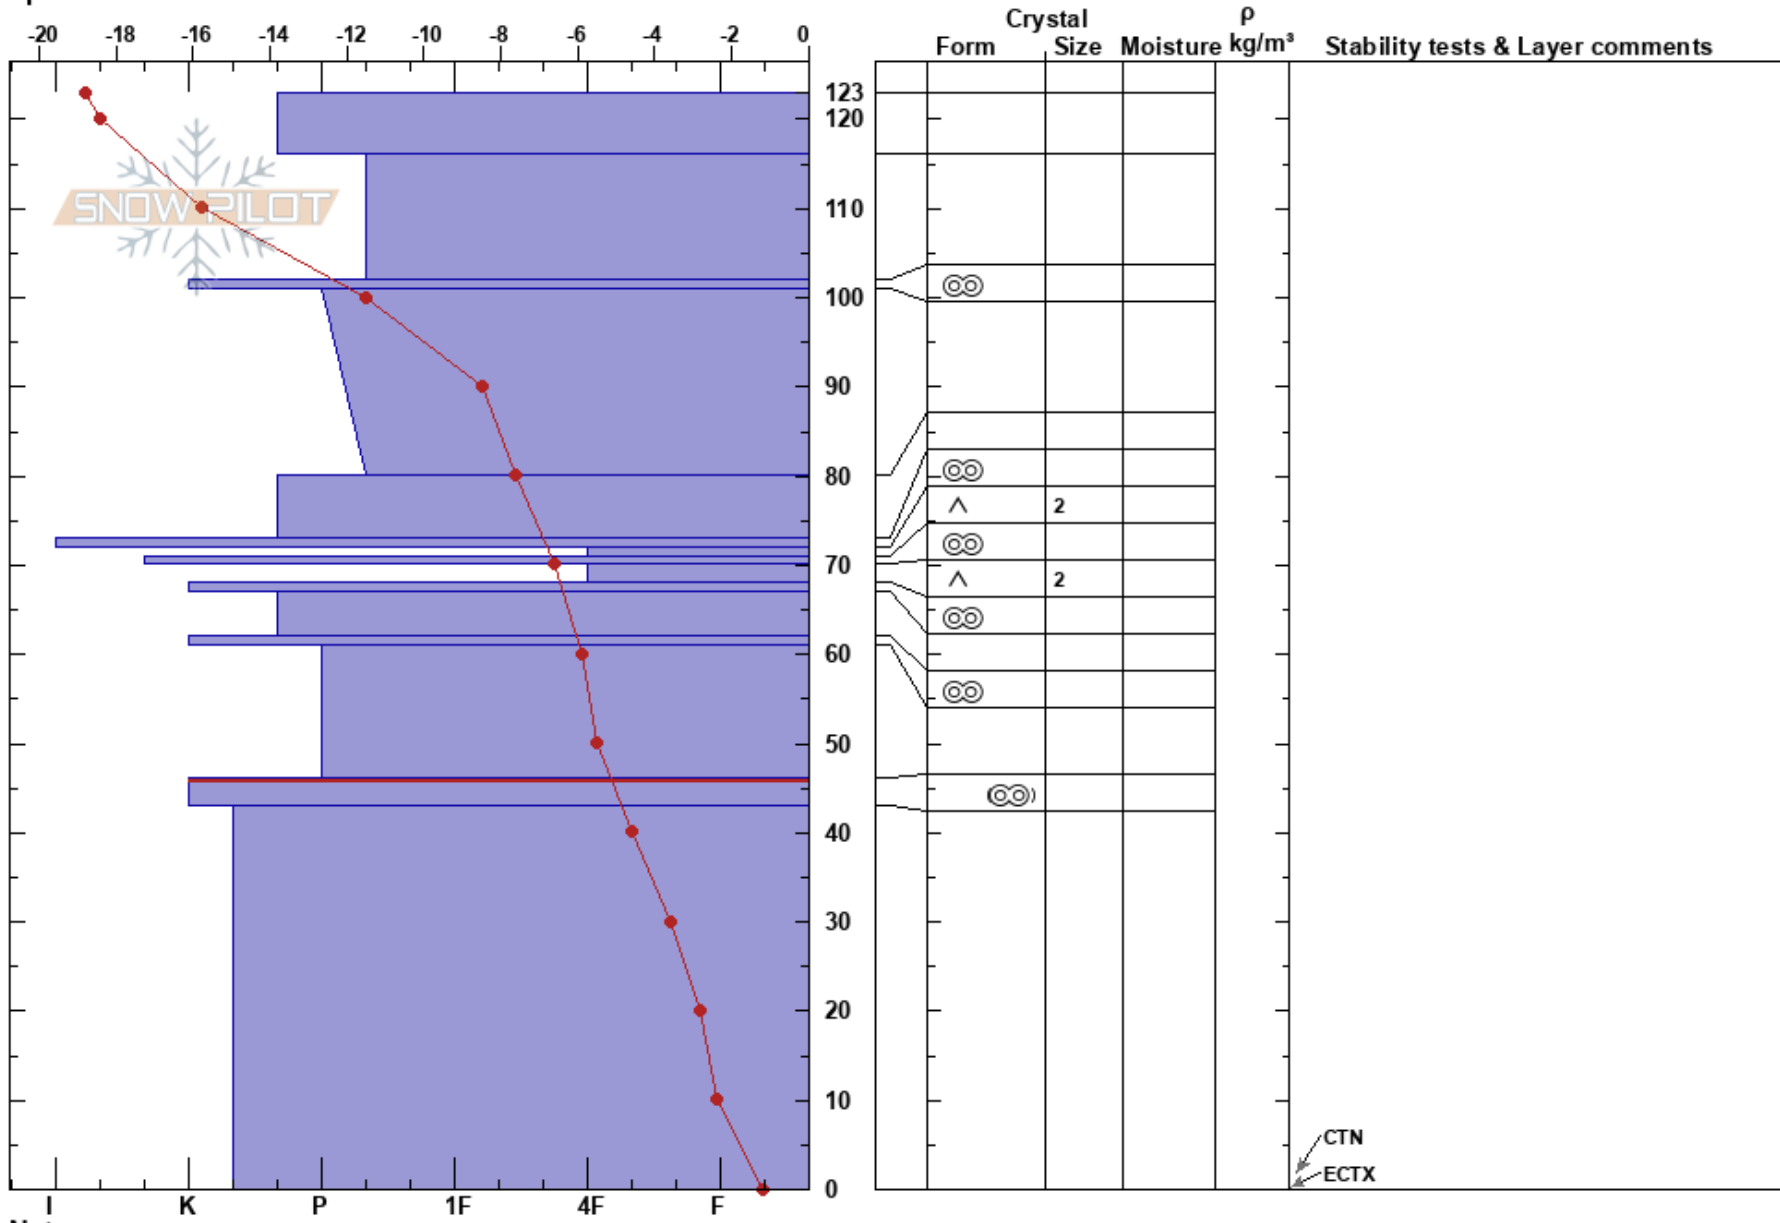 Crystal
ρ
-20 -18 -16 -14 -12 -10 -8 -6 -4 -2 0
Form Size Moisture kg/m³ Stability tests & Layer comments
123
120
SNOW PILOT
110
100
90
80
2
70
2
60
50
40
30
20
10
CTN
ECTX
0
I K P 1F 4F F